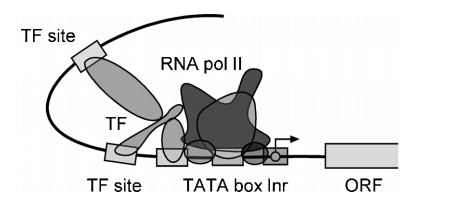 TF site
RNA pol II
TF
TF site TATA box Inr ORF